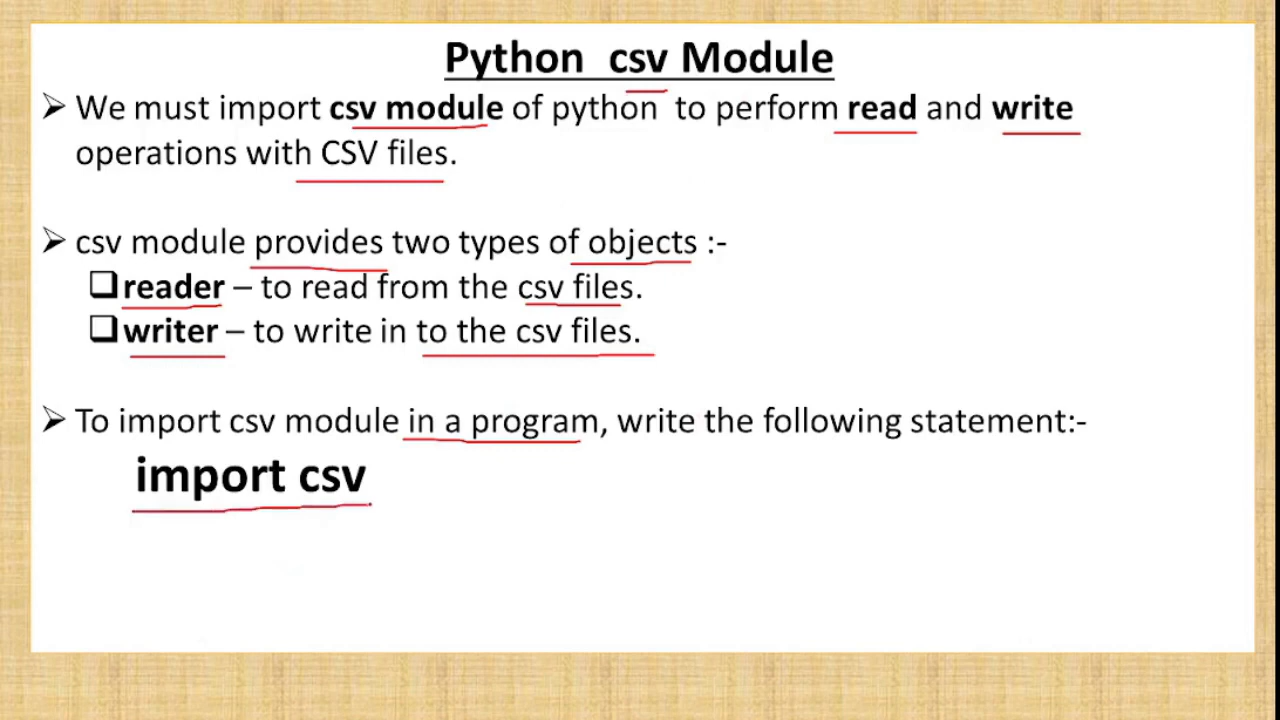 Python csv Module
➢ We must import csv module of python to perform read and write
operations with CSV files.
➢ csv module provides two types of objects :-
❑ reader – to read from the csv files.
❑ writer – to write in to the csv files.
➢ To import csv module in a program, write the following statement:-
import csv